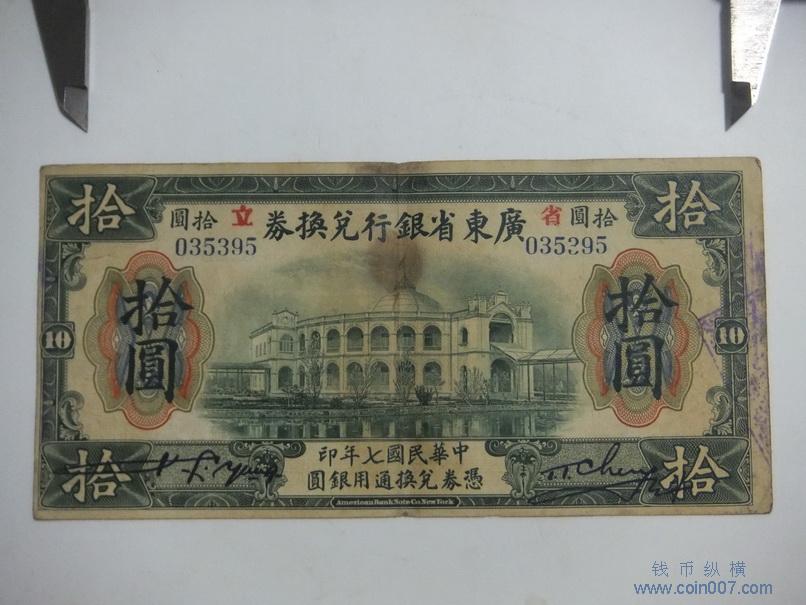 拾 拾
圓拾 立 券換兌行銀省東廣 省 圓拾
035395 035395
拾圓 拾圓
10 10
印年七國民華中
圓銀用通換兌券憑
拾 拾
American Bank Note Co. New York
钱币纵横
www.coin007.com